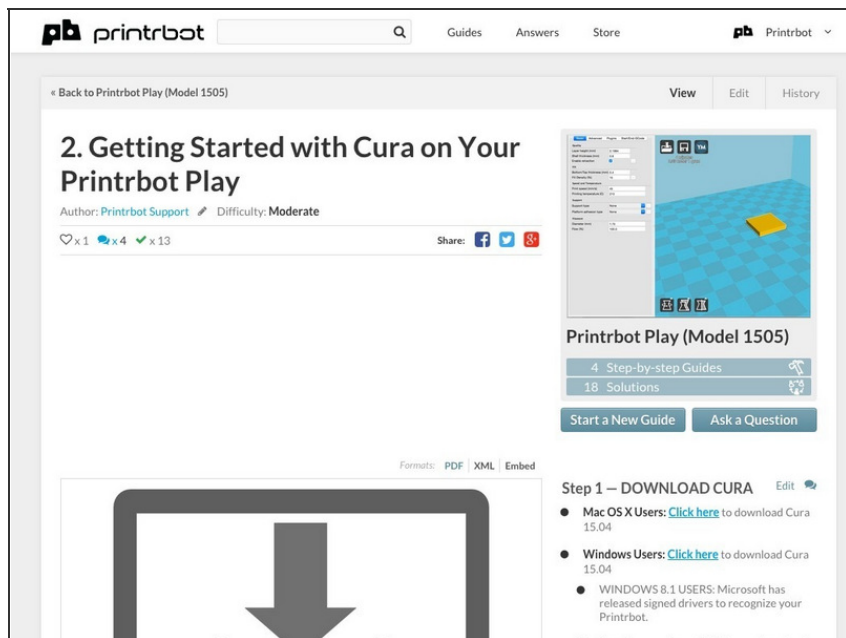 pb printrbot
Guides Answers Store
pb Printrbot
« Back to Printrbot Play (Model 1505)
View Edit History
2. Getting Started with Cura on Your
Printrbot Play
Author: Printrbot Support Difficulty: Moderate
x 1 x 4 x 13
Share:
Printrbot Play (Model 1505)
4 Step-by-step Guides
18 Solutions
Start a New Guide Ask a Question
Formats: PDF XML Embed
Step 1 — DOWNLOAD CURA Edit
● Mac OS X Users: Click here to download Cura
15.04
● Windows Users: Click here to download Cura
15.04
● WINDOWS 8.1 USERS: Microsoft has
released signed drivers to recognize your
Printrbot.